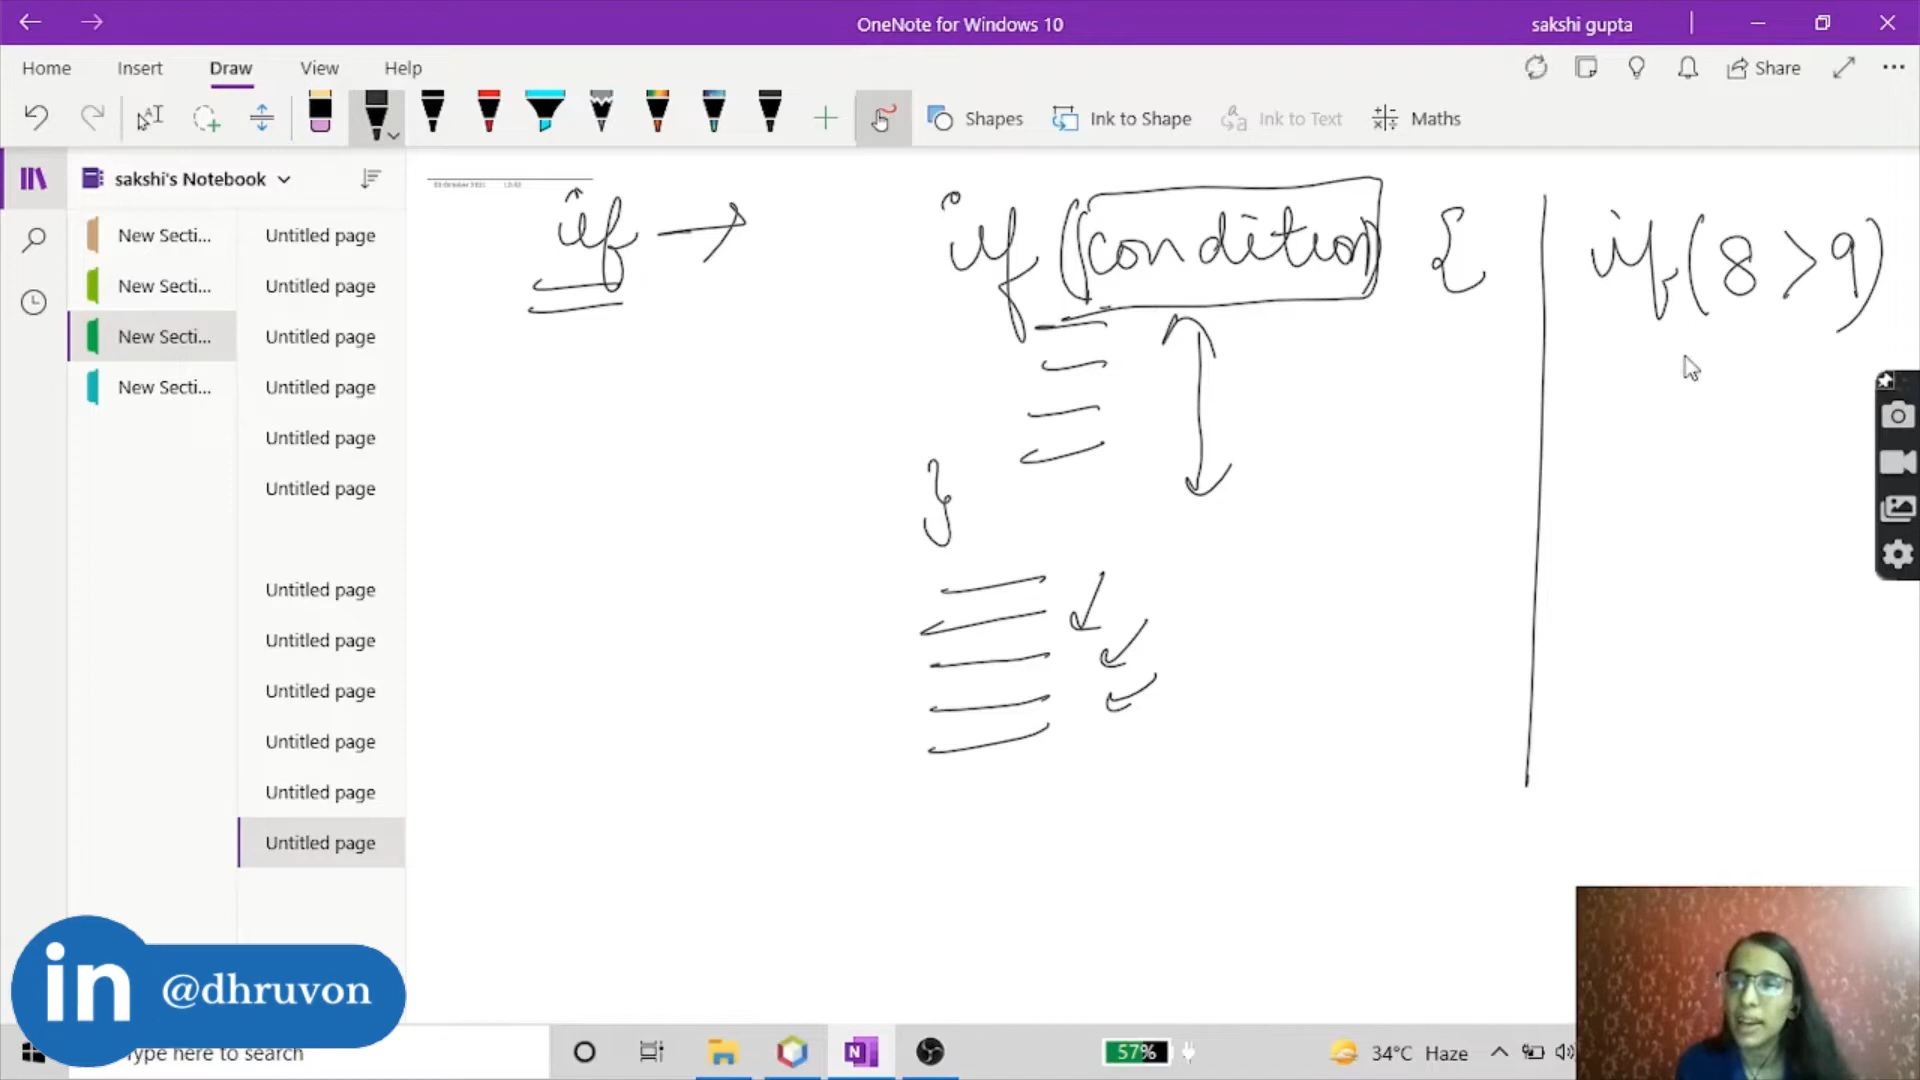 OneNote for Windows 10
sakshi gupta
Home Insert Draw View Help
Share
Shapes
Ink to Shape
Ink to Text
Maths
sakshi's Notebook
New Secti...
New Secti...
New Secti...
New Secti...
Untitled page
Untitled page
Untitled page
Untitled page
Untitled page
Untitled page
Untitled page
Untitled page
Untitled page
Untitled page
Untitled page
Untitled page
if →
if (condition) {
}
if (8 > 9)
in @dhruvon
Type here to search
57%
34°C Haze